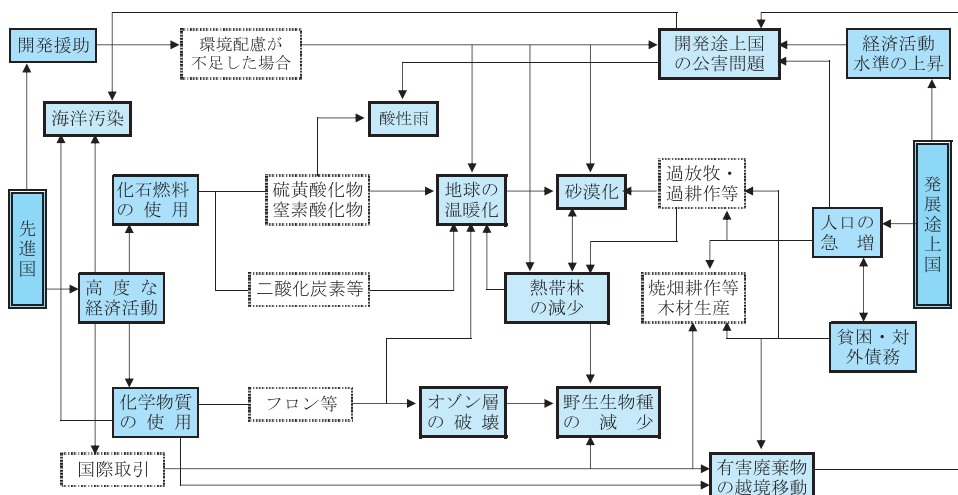 開発援助
環境配慮が
不足した場合
開発途上国
の公害問題
経済活動
水準の上昇
海洋汚染
酸性雨
先進国
化石燃料
の使用
硫黄酸化物
窒素酸化物
地球の
温暖化
砂漠化
過放牧・
過耕作等
人口の
急増
発展途上国
高度な
経済活動
二酸化炭素等
熱帯林
の減少
焼畑耕作等
木材生産
貧困・対
外債務
化学物質
の使用
フロン等
オゾン層
の破壊
野生生物種
の減少
国際取引
有害廃棄物
の越境移動